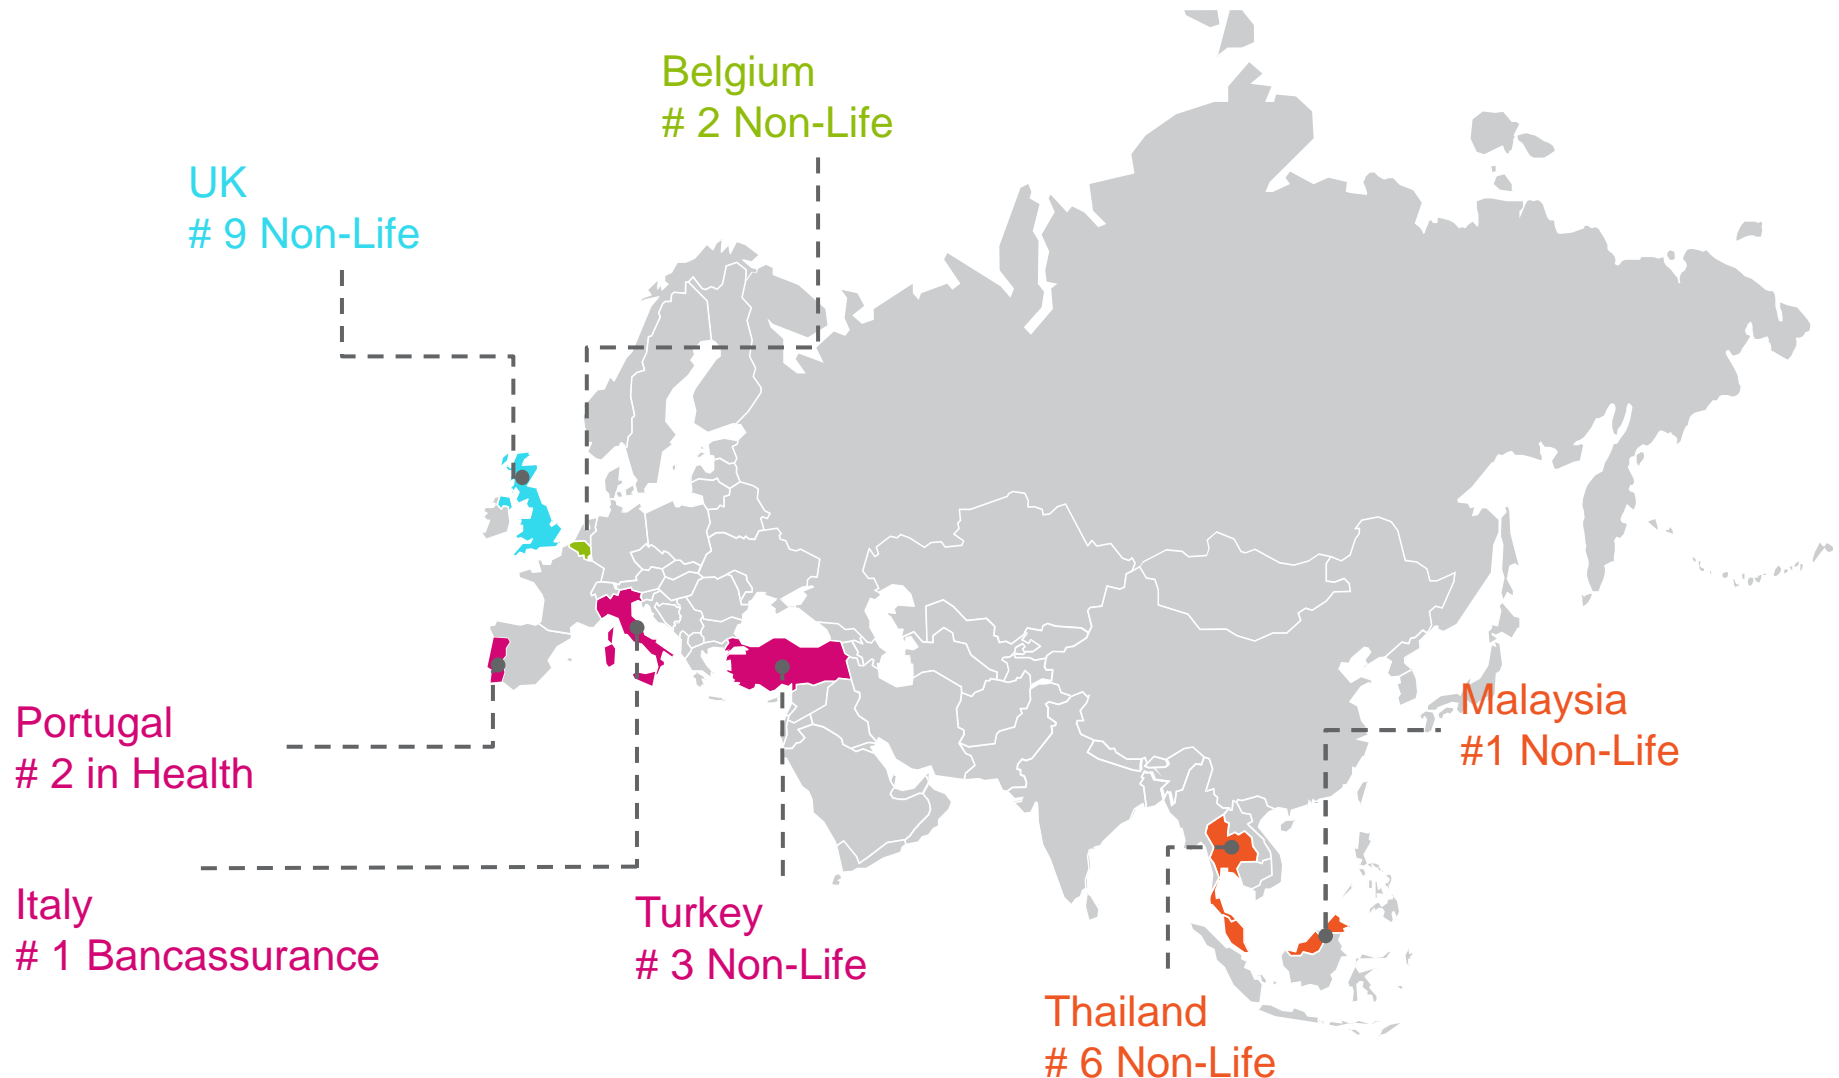 Belgium
# 2 Non-Life
UK
# 9 Non-Life
Malaysia
#1 Non-Life
Portugal
# 2 in Health
Italy
# 1 Bancassurance
Turkey
# 3 Non-Life
Thailand
# 6 Non-Life